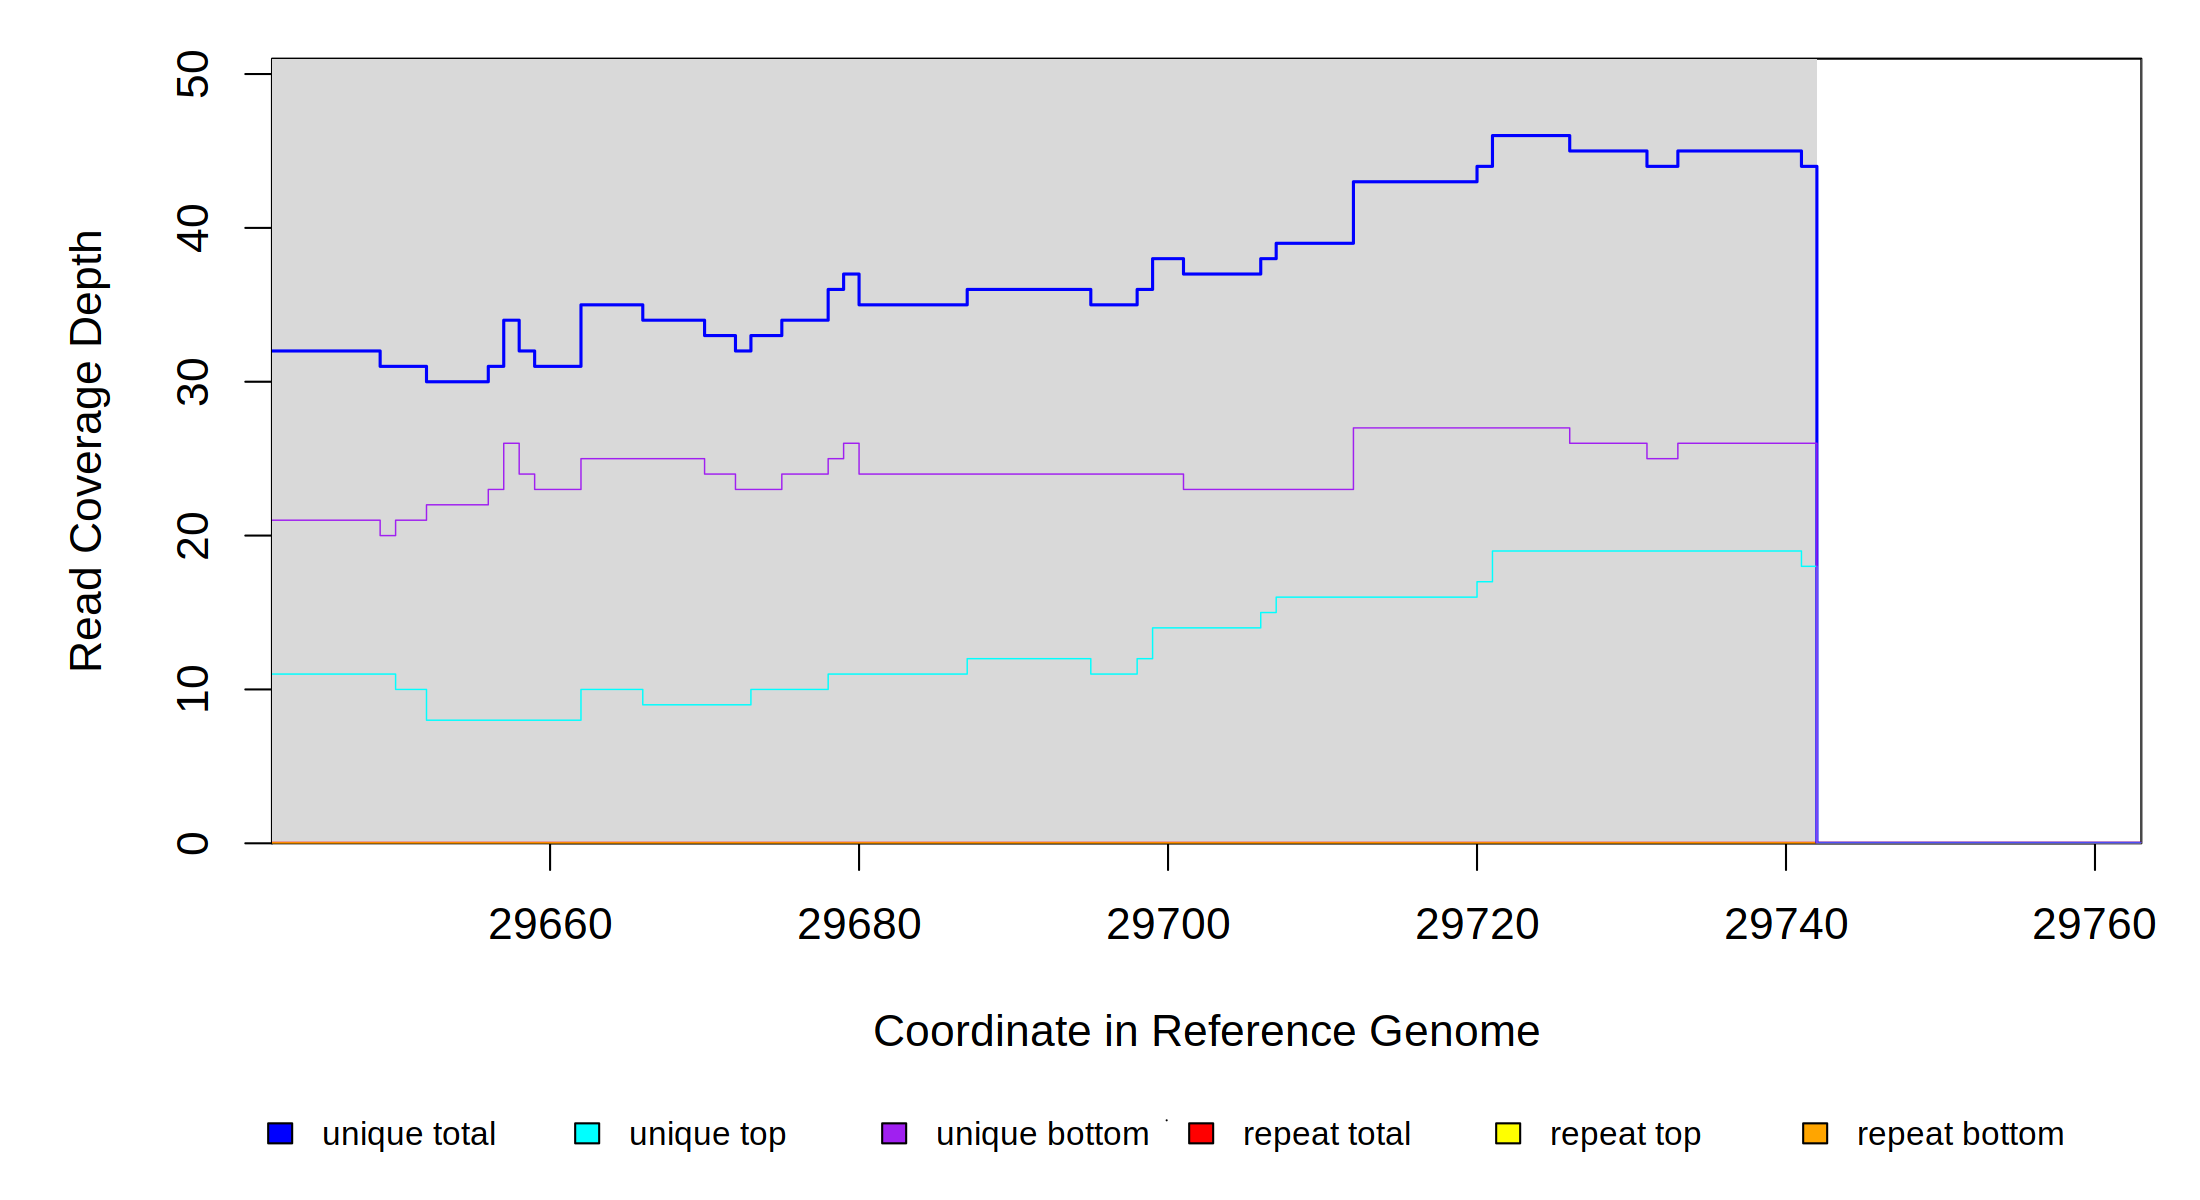 50
40
30
20
10
0
Read Coverage Depth
29660 29680 29700 29720 29740 29760
Coordinate in Reference Genome
unique total unique top unique bottom repeat total repeat top repeat bottom